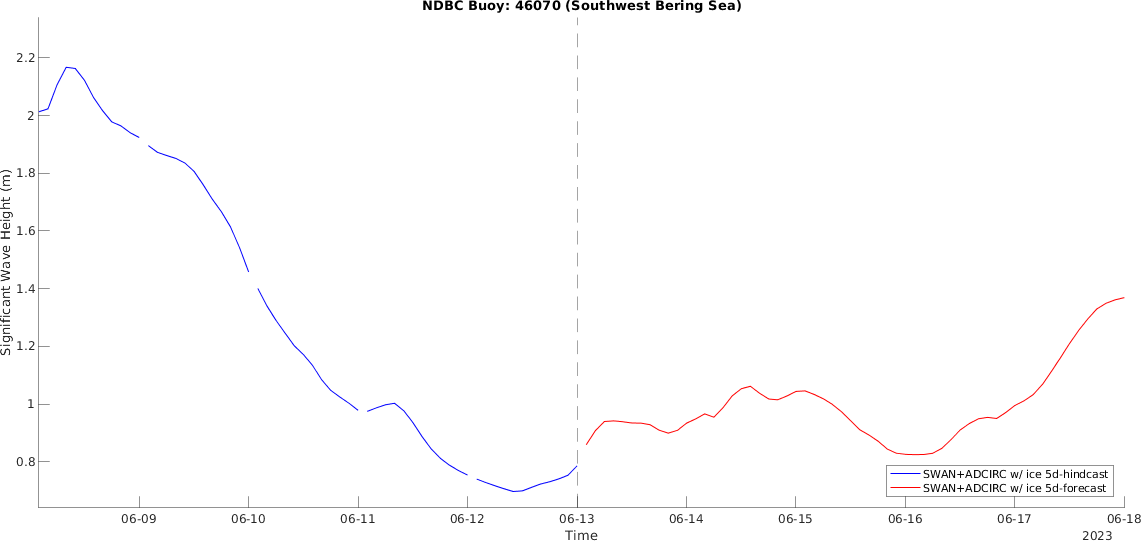 NDBC Buoy: 46070 (Southwest Bering Sea)
Significant Wave Height (m)
2.2
2
1.8
1.6
1.4
1.2
1
0.8
SWAN+ADCIRC w/ ice 5d-hindcast
SWAN+ADCIRC w/ ice 5d-forecast
06-09 06-10 06-11 06-12 06-13 06-14 06-15 06-16 06-17 06-18
Time
2023